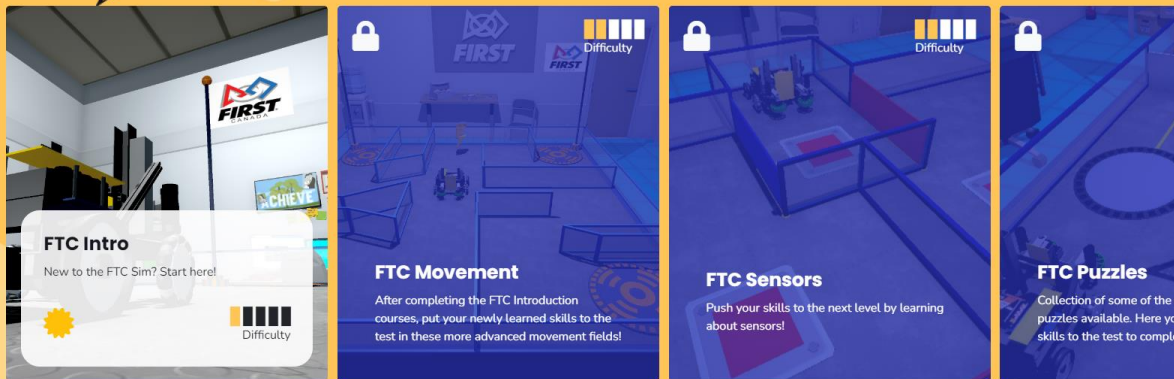 FIRST
CANADA
ACHIEVE
FTC Intro
New to the FTC Sim? Start here!
Difficulty
FIRST
FIRST
Difficulty
FTC Movement
After completing the FTC Introduction
courses, put your newly learned skills to the
test in these more advanced movement fields!
Difficulty
FTC Sensors
Push your skills to the next level by learning
about sensors!
FTC Puzzles
Collection of some of the
puzzles available. Here yo
skills to the test to comple